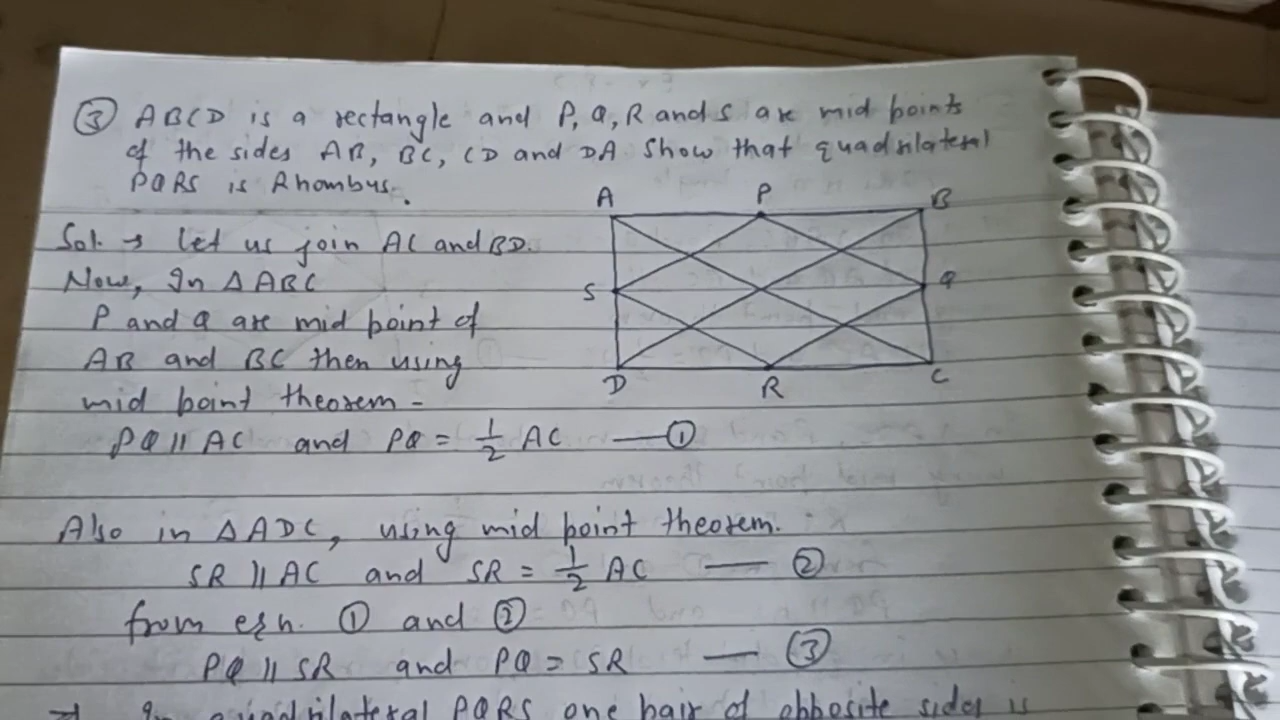 ③ ABCD is a rectangle and P, Q, R and S are mid points
of the sides AB, BC, CD and DA show that quadrilateral
PQRS is Rhombus.
A P B
Sol. → let us join AC and BD.
Now, In △ABC
S Q
P and Q are mid point of
AB and BC then using
D R C
mid point theorem -
PQ || AC and PQ = 1/2 AC — ①
Also in △ADC, using mid point theorem.
SR || AC and SR = 1/2 AC — ②
from eqn. ① and ②
PQ || SR and PQ = SR — ③
⇒ In quadrilateral PQRS one pair of opposite sides is